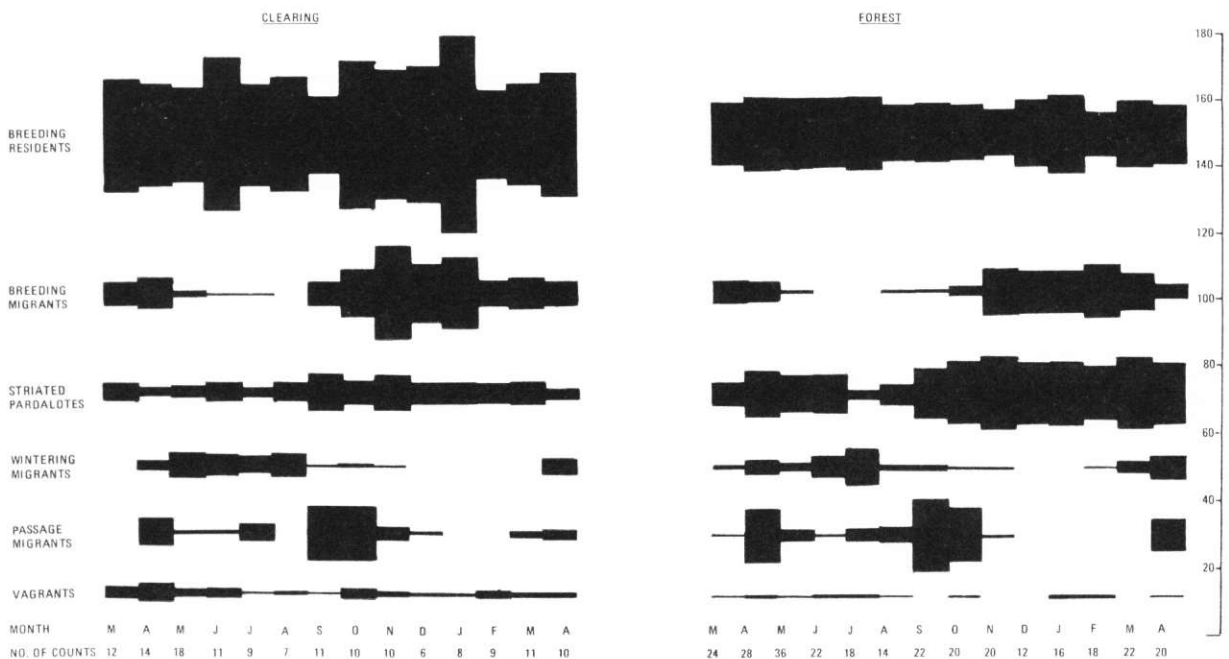 CLEARING
FOREST
BREEDING
RESIDENTS
BREEDING
MIGRANTS
STRIATED
PARDALOTES
WINTERING
MIGRANTS
PASSAGE
MIGRANTS
VAGRANTS
180
160
140
120
100
80
60
40
20
MONTH M A M J J A S O N D J F M A M A M J J A S O N D J F M A
NO. OF COUNTS 12 14 18 11 9 7 11 10 10 6 8 9 11 10 24 28 36 22 18 14 22 20 20 12 16 18 22 20